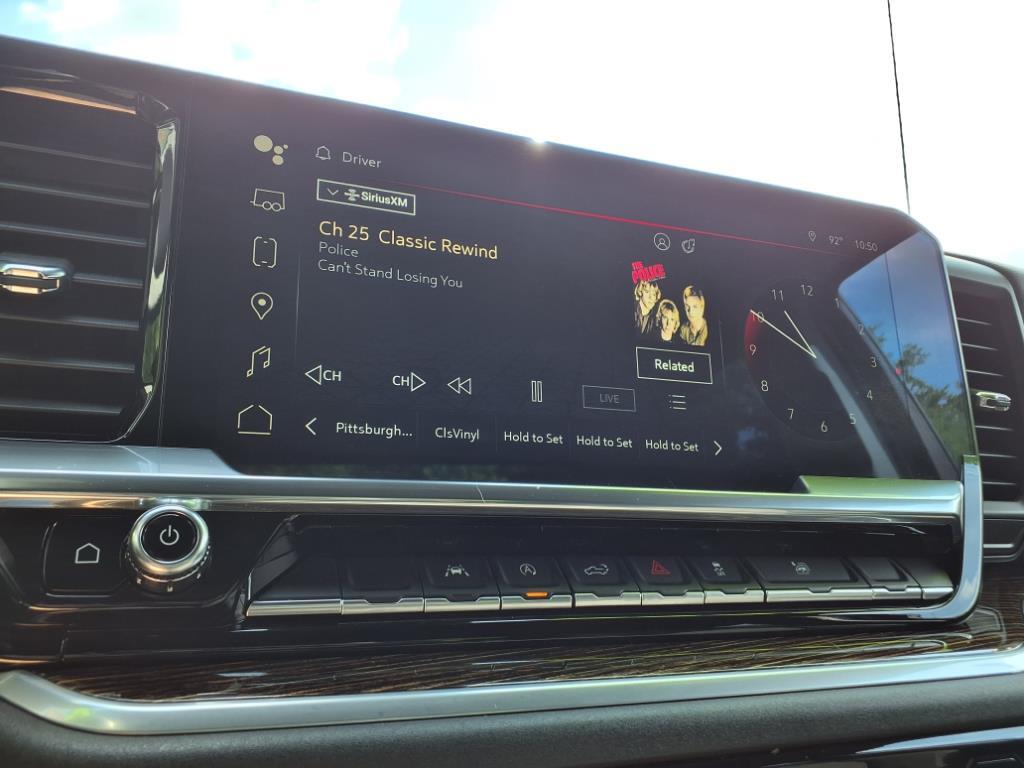 Driver
SiriusXM
92° 10:50
Ch 25 Classic Rewind
Police
Can't Stand Losing You
THE POLICE
Related
CH CH LIVE
Pittsburgh... ClsVinyl Hold to Set Hold to Set Hold to Set
12
11 1
2
9 3
8 4
7 5
6